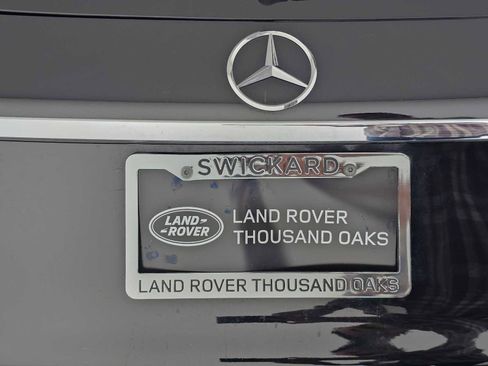 SWICKARD
LAND
ROVER
LAND ROVER
THOUSAND OAKS
LAND ROVER THOUSAND OAKS